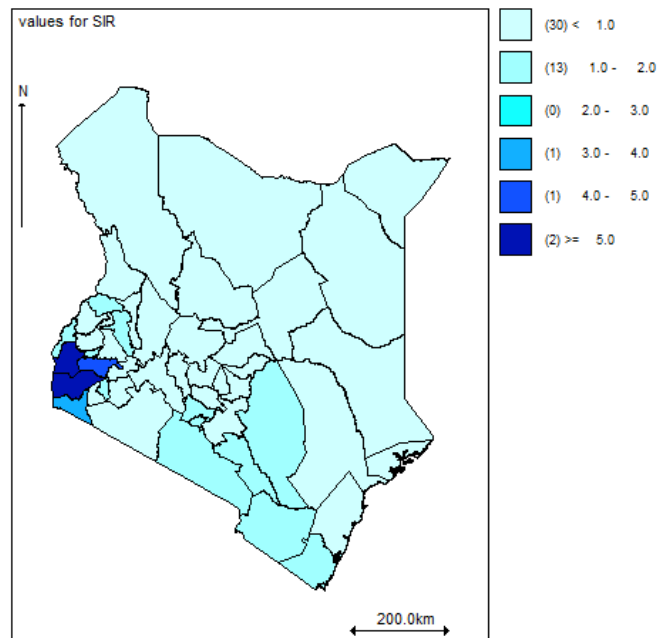 values for SIR
N
200.0km
(30) < 1.0
(13) 1.0 - 2.0
(0) 2.0 - 3.0
(1) 3.0 - 4.0
(1) 4.0 - 5.0
(2) >= 5.0